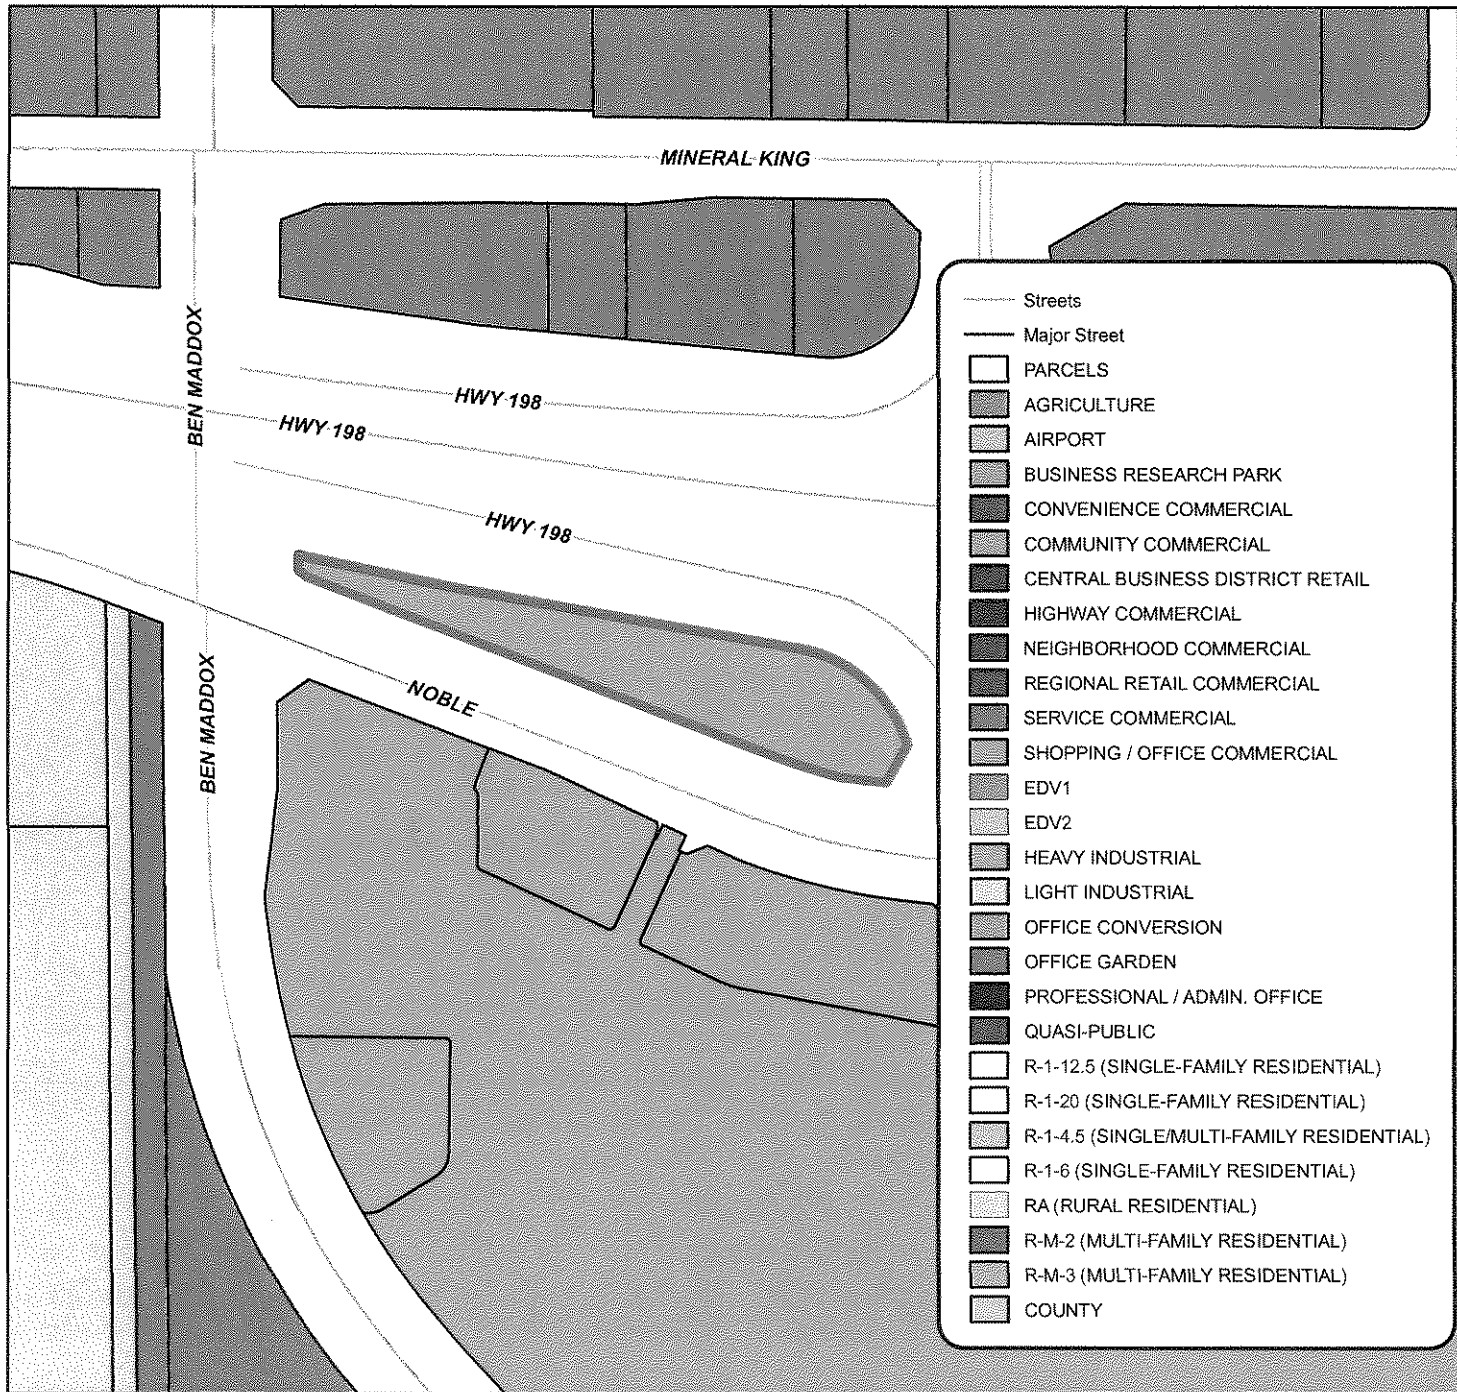 MINERAL KING
BEN MADDOX
HWY 198
HWY 198
HWY 198
NOBLE
BEN MADDOX
Streets
Major Street
PARCELS
AGRICULTURE
AIRPORT
BUSINESS RESEARCH PARK
CONVENIENCE COMMERCIAL
COMMUNITY COMMERCIAL
CENTRAL BUSINESS DISTRICT RETAIL
HIGHWAY COMMERCIAL
NEIGHBORHOOD COMMERCIAL
REGIONAL RETAIL COMMERCIAL
SERVICE COMMERCIAL
SHOPPING / OFFICE COMMERCIAL
EDV1
EDV2
HEAVY INDUSTRIAL
LIGHT INDUSTRIAL
OFFICE CONVERSION
OFFICE GARDEN
PROFESSIONAL / ADMIN. OFFICE
QUASI-PUBLIC
R-1-12.5 (SINGLE-FAMILY RESIDENTIAL)
R-1-20 (SINGLE-FAMILY RESIDENTIAL)
R-1-4.5 (SINGLE/MULTI-FAMILY RESIDENTIAL)
R-1-6 (SINGLE-FAMILY RESIDENTIAL)
RA (RURAL RESIDENTIAL)
R-M-2 (MULTI-FAMILY RESIDENTIAL)
R-M-3 (MULTI-FAMILY RESIDENTIAL)
COUNTY